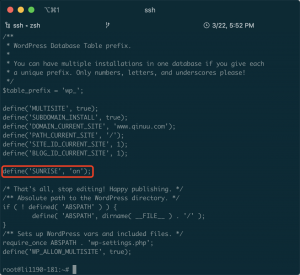 ⌥⌘1
ssh
ssh • zsh
3/22, 5:52 PM
/**
 * WordPress Database Table prefix.
 *
 * You can have multiple installations in one database if you give each
 * a unique prefix. Only numbers, letters, and underscores please!
 */
$table_prefix = 'wp_';

define('MULTISITE', true);
define('SUBDOMAIN_INSTALL', true);
define('DOMAIN_CURRENT_SITE', 'www.qinuu.com');
define('PATH_CURRENT_SITE', '/');
define('SITE_ID_CURRENT_SITE', 1);
define('BLOG_ID_CURRENT_SITE', 1);

define('SUNRISE', 'on');

/* That's all, stop editing! Happy publishing. */
/** Absolute path to the WordPress directory. */
if ( ! defined( 'ABSPATH' ) ) {
        define( 'ABSPATH', dirname( __FILE__ ) . '/' );
}
/** Sets up WordPress vars and included files. */
require_once ABSPATH . 'wp-settings.php';
define('WP_ALLOW_MULTISITE', true);

root@li1190-181:~#